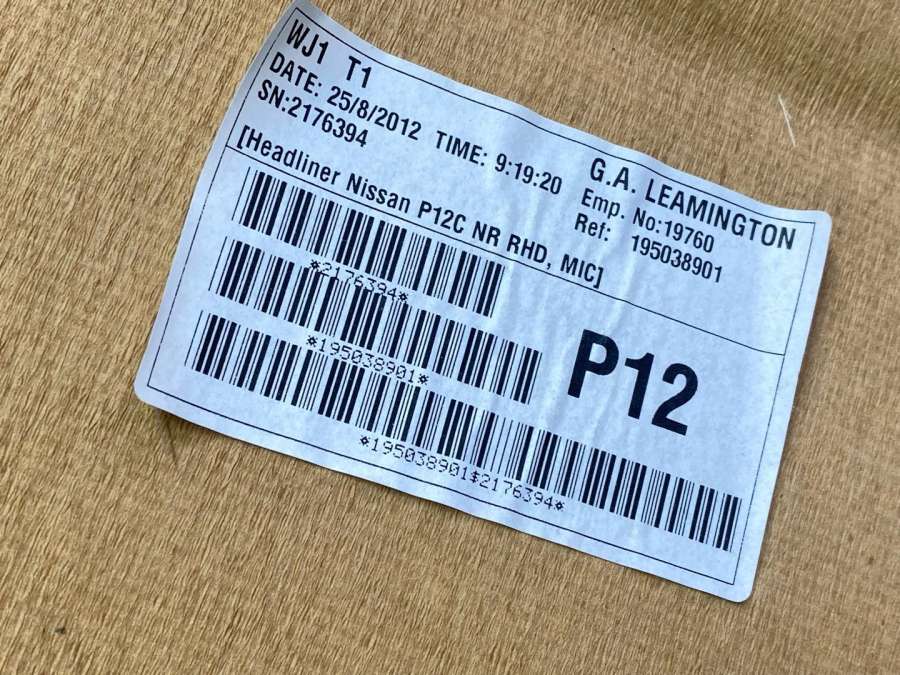 WJ1 T1
DATE: 25/8/2012 TIME: 9:19:20
SN:2176394
G.A. LEAMINGTON
Emp. No:19760
Ref: 195038901
[Headliner Nissan P12C NR RHD, MIC]
*2176394*
*195038901*
P12
*195038901$2176394*